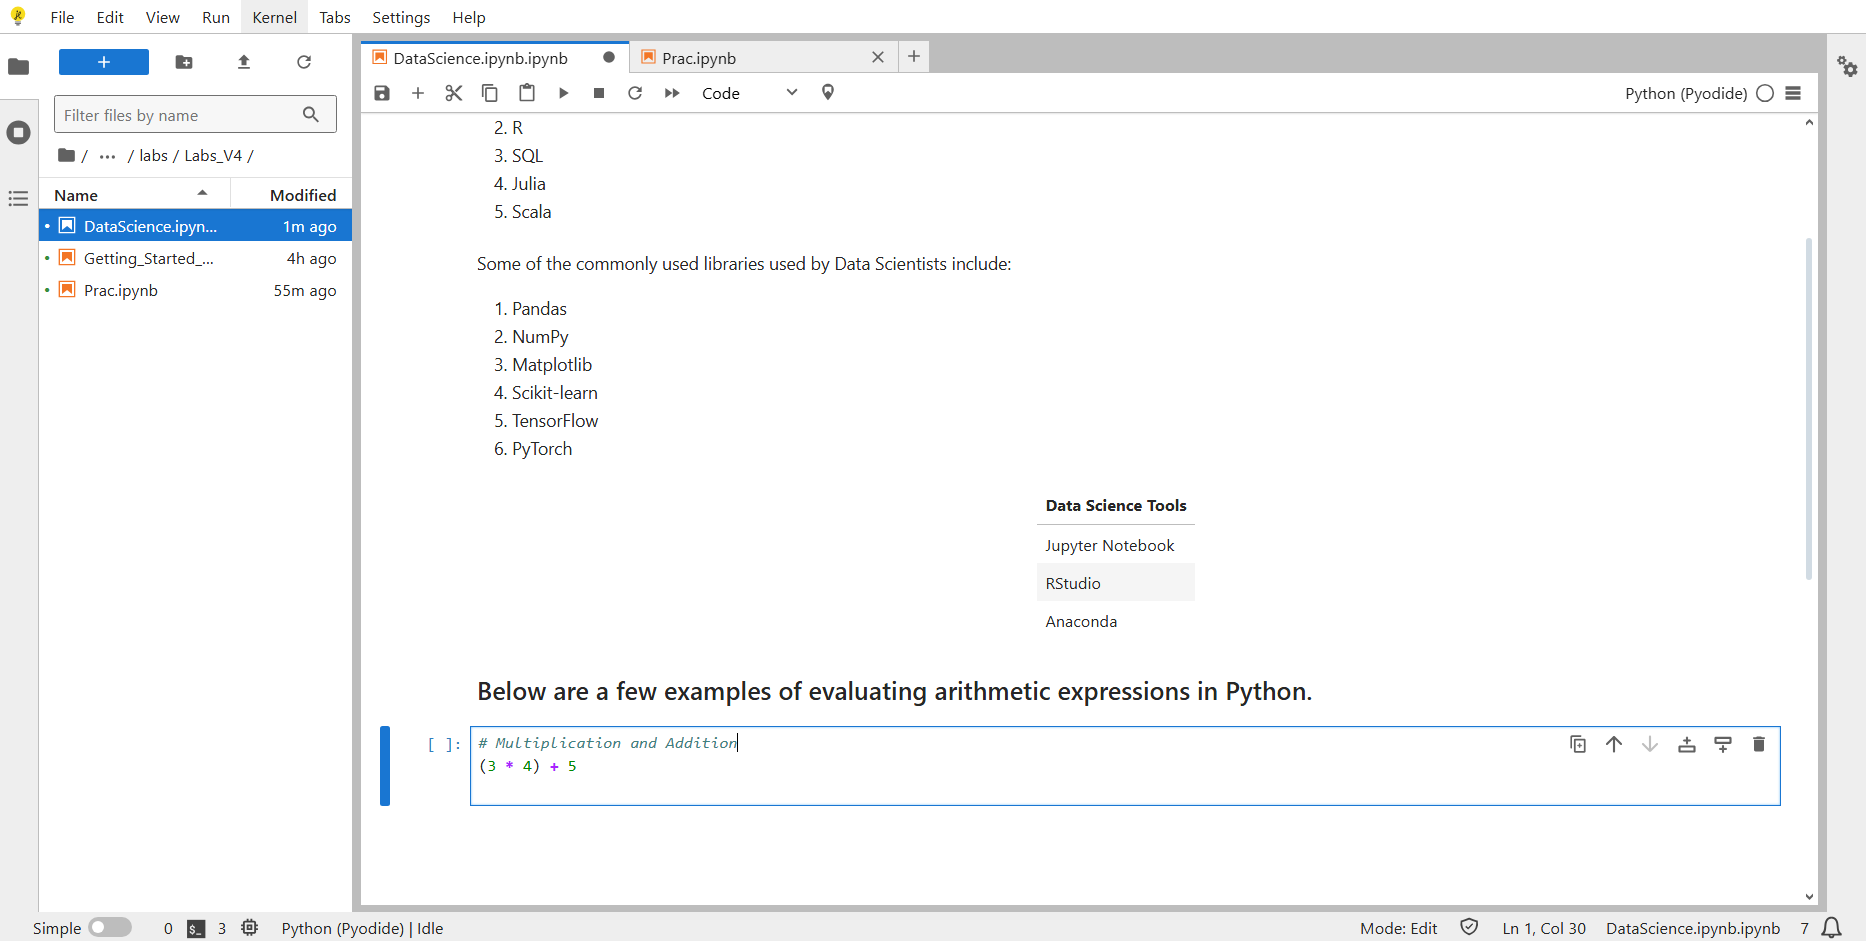 File Edit View Run Kernel Tabs Settings Help
DataScience.ipynb.ipynb Prac.ipynb
Code Python (Pyodide)
Filter files by name
/ ... / labs / Labs_V4 /
Name Modified
DataScience.ipyn... 1m ago
Getting_Started_... 4h ago
Prac.ipynb 55m ago
2. R
3. SQL
4. Julia
5. Scala
Some of the commonly used libraries used by Data Scientists include:
1. Pandas
2. NumPy
3. Matplotlib
4. Scikit-learn
5. TensorFlow
6. PyTorch
Data Science Tools
Jupyter Notebook
RStudio
Anaconda
Below are a few examples of evaluating arithmetic expressions in Python.
[ ]: # Multiplication and Addition
(3 * 4) + 5
Simple 0 $_ 3 Python (Pyodide) | Idle Mode: Edit Ln 1, Col 30 DataScience.ipynb.ipynb 7